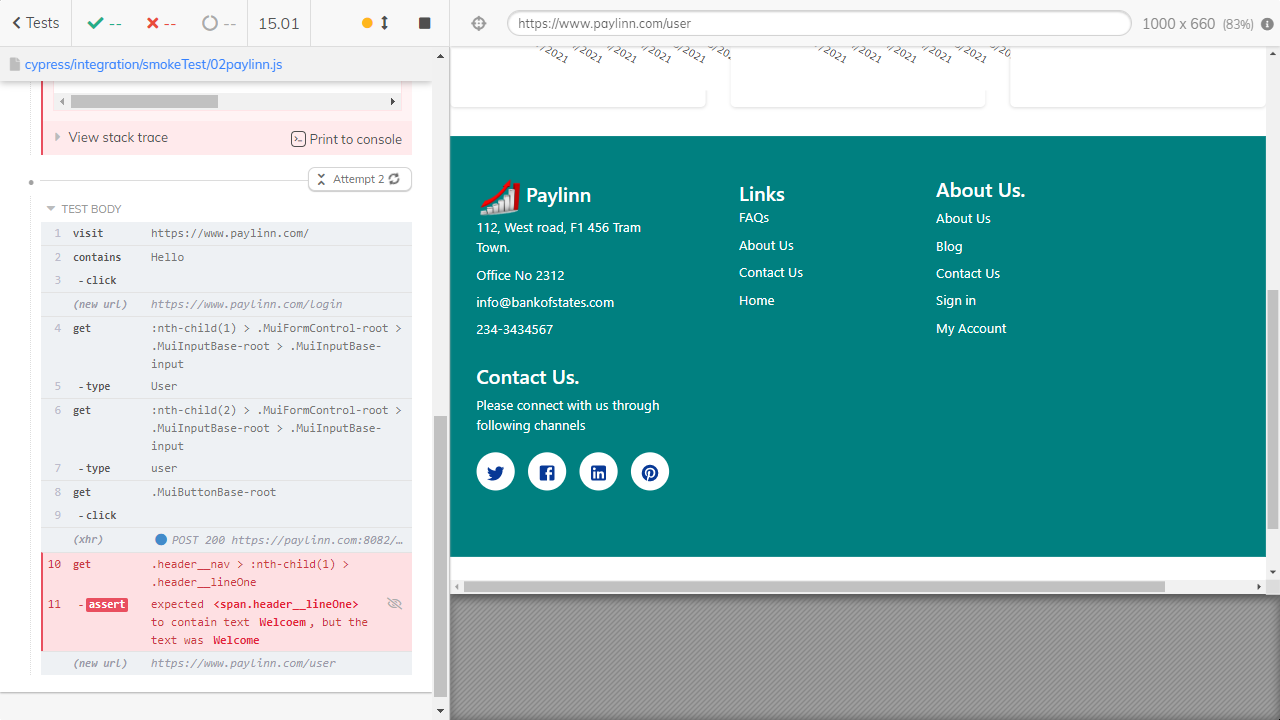 Tests
--
--
--
15.01
https://www.paylinn.com/user
1000 x 660 (83%)
cypress/integration/smokeTest/02paylinn.js
View stack trace
Print to console
Attempt 2
TEST BODY
1 visit https://www.paylinn.com/
2 contains Hello
3 -click
(new url) https://www.paylinn.com/login
4 get :nth-child(1) > .MuiFormControl-root >
.MuiInputBase-root > .MuiInputBase-
input
5 -type User
6 get :nth-child(2) > .MuiFormControl-root >
.MuiInputBase-root > .MuiInputBase-
input
7 -type user
8 get .MuiButtonBase-root
9 -click
(xhr) POST 200 https://paylinn.com:8082/…
10 get .header__nav > :nth-child(1) >
.header__lineOne
11 -assert expected <span.header__lineOne>
to contain text Welcoem, but the
text was Welcome
(new url) https://www.paylinn.com/user
/2021 /2021 /2021 /2021 /2021
/2021 /2021 /2021 /2021 /2021
Paylinn
112, West road, F1 456 Tram
Town.
Office No 2312
info@bankofstates.com
234-3434567
Links
FAQs
About Us
Contact Us
Home
About Us.
About Us
Blog
Contact Us
Sign in
My Account
Contact Us.
Please connect with us through
following channels